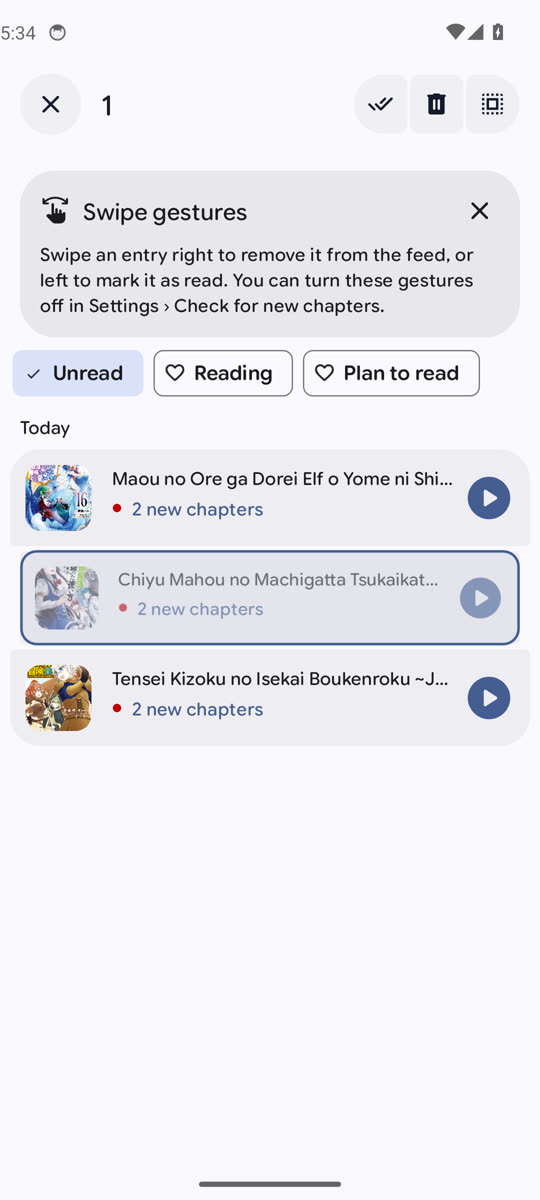 5:34
1
Swipe gestures
Swipe an entry right to remove it from the feed, or
left to mark it as read. You can turn these gestures
off in Settings › Check for new chapters.
Unread
Reading
Plan to read
Today
Maou no Ore ga Dorei Elf o Yome ni Shi...
2 new chapters
Chiyu Mahou no Machigatta Tsukaikat...
2 new chapters
Tensei Kizoku no Isekai Boukenroku ~J...
2 new chapters
16